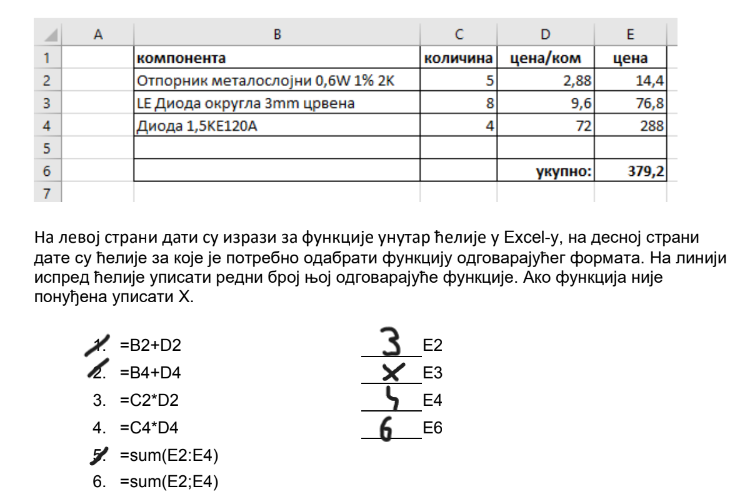 A B C D E
1 компонента количина цена/ком цена
2 Отпорник металослојни 0,6W 1% 2K 5 2,88 14,4
3 LE Диода округла 3mm црвена 8 9,6 76,8
4 Диода 1,5KE120A 4 72 288
5
6 укупно: 379,2
7
На левој страни дати су изрази за функције унутар ћелије у Excel-у, на десној страни
дате су ћелије за које је потребно одабрати функцију одговарајућег формата. На линији
испред ћелије уписати редни број њој одговарајуће функције. Ако функција није
понуђена уписати X.
1. =B2+D2 3 E2
2. =B4+D4 X E3
3. =C2*D2 4 E4
4. =C4*D4 6 E6
5. =sum(E2:E4)
6. =sum(E2;E4)